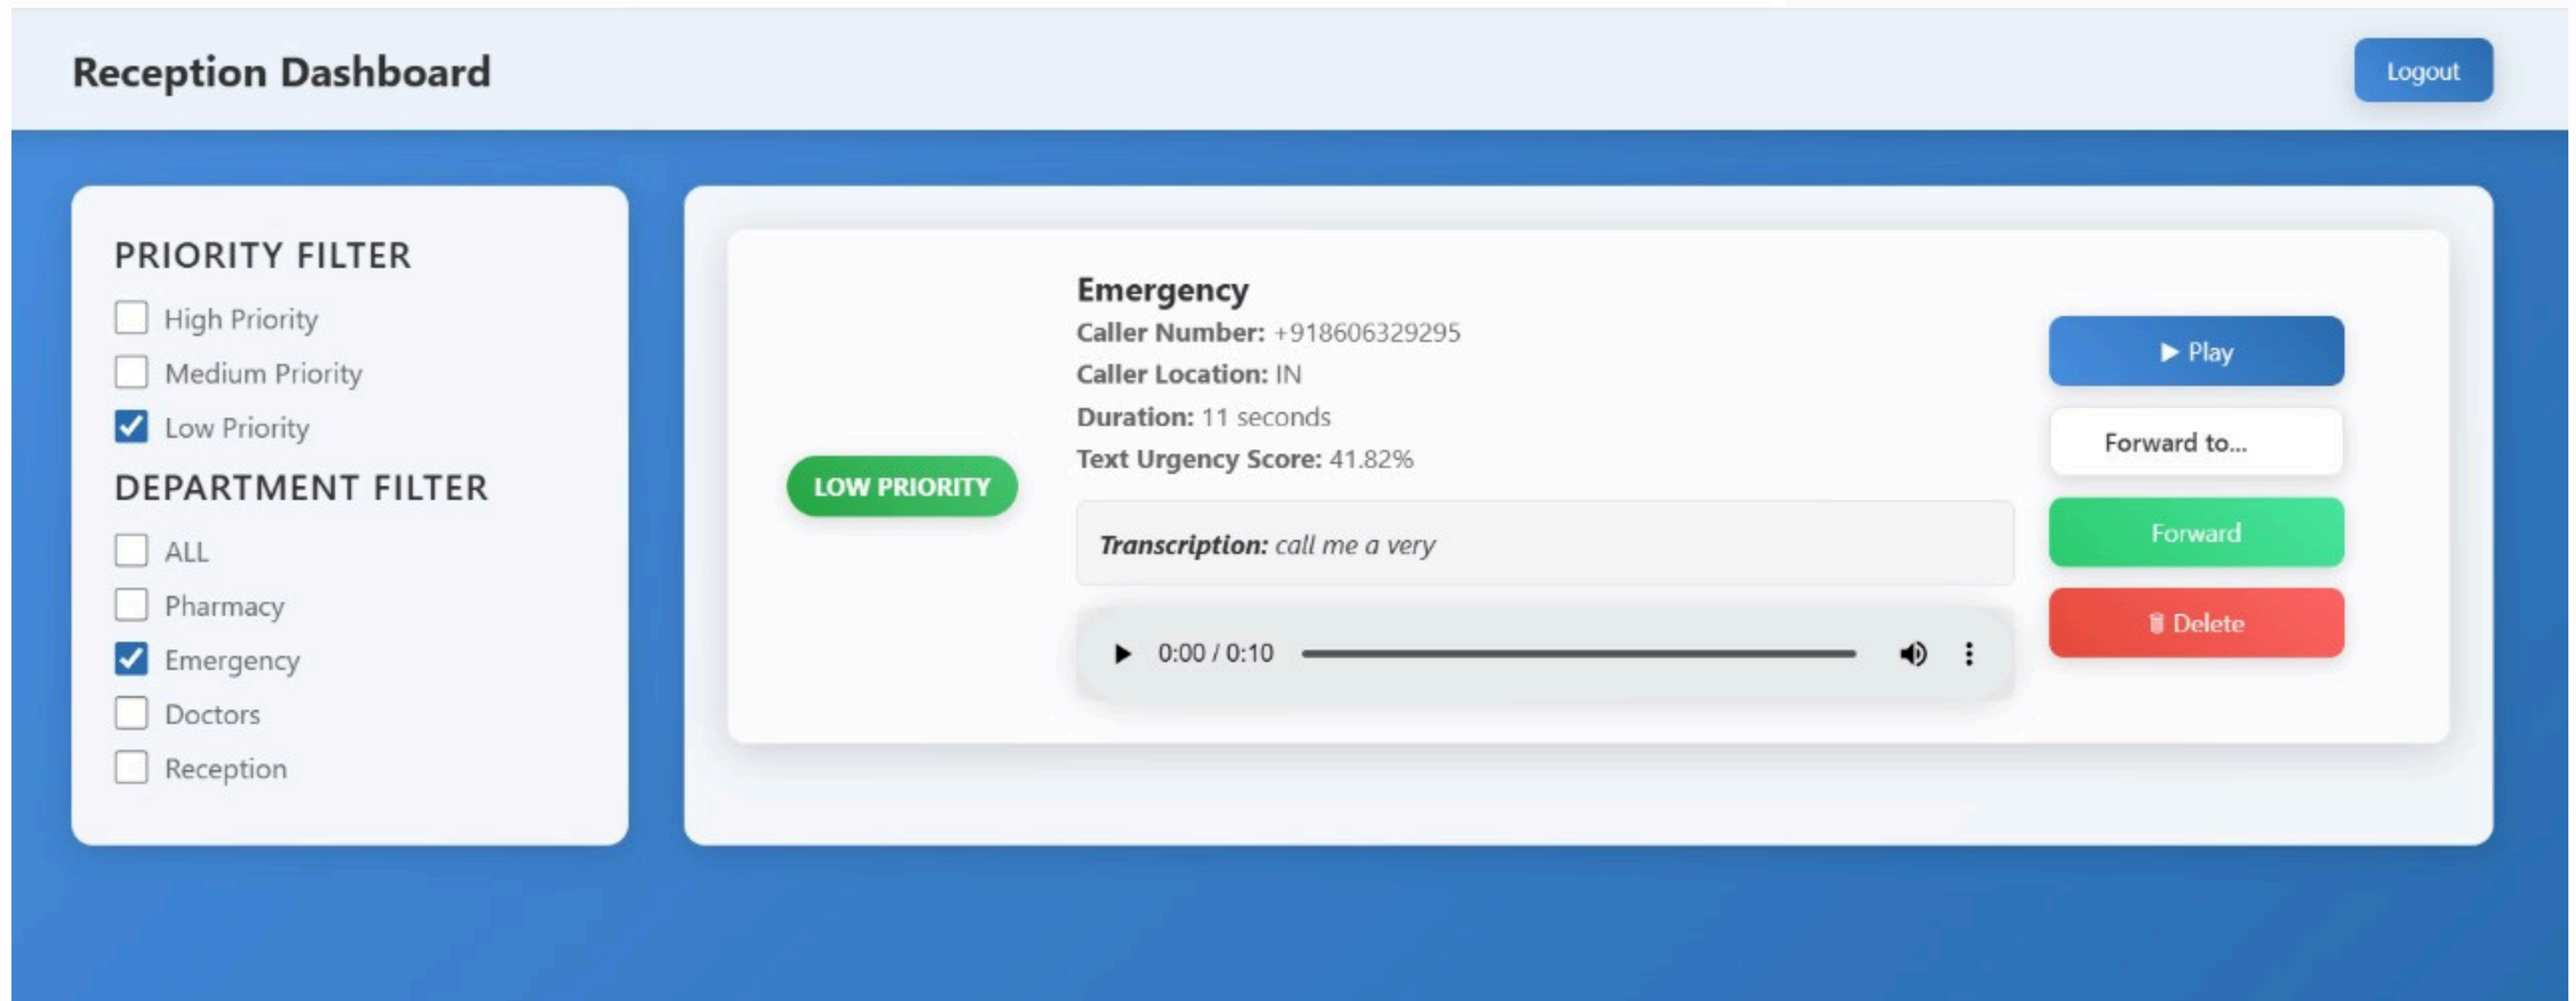 Reception Dashboard
Logout
PRIORITY FILTER
High Priority
Medium Priority
Low Priority
DEPARTMENT FILTER
ALL
Pharmacy
Emergency
Doctors
Reception
LOW PRIORITY
Emergency
Caller Number: +918606329295
Caller Location: IN
Duration: 11 seconds
Text Urgency Score: 41.82%
Transcription: call me a very
0:00 / 0:10
▶ Play
Forward to...
Forward
🗑 Delete